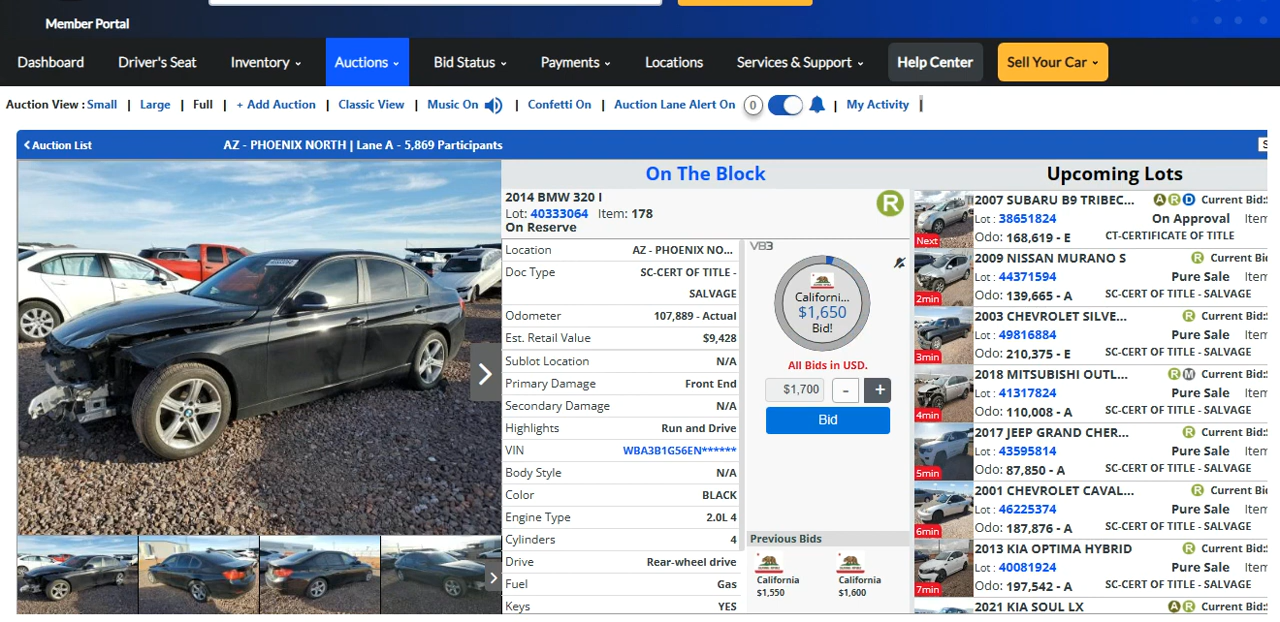 Member Portal
Dashboard Driver's Seat Inventory Auctions Bid Status Payments Locations Services & Support Help Center Sell Your Car
Auction View : Small | Large | Full | + Add Auction | Classic View | Music On | Confetti On | Auction Lane Alert On 0 | My Activity |
Auction List AZ - PHOENIX NORTH | Lane A - 5,869 Participants
On The Block
2014 BMW 320 I
Lot: 40333064 Item: 178
On Reserve
R
Location AZ - PHOENIX NO...
Doc Type SC-CERT OF TITLE -
SALVAGE
Odometer 107,889 - Actual
Est. Retail Value $9,428
Sublot Location N/A
Primary Damage Front End
Secondary Damage N/A
Highlights Run and Drive
VIN WBA3B1G56EN******
Body Style N/A
Color BLACK
Engine Type 2.0L 4
Cylinders 4
Drive Rear-wheel drive
Fuel Gas
Keys YES
VB3
Californi...
$1,650
Bid!
All Bids in USD.
$1,700 - +
Bid
Previous Bids
California California
$1,550 $1,600
Upcoming Lots
2007 SUBARU B9 TRIBEC... A R D Current Bid:
Lot : 38651824 On Approval Item
Next Odo: 168,619 - E CT-CERTIFICATE OF TITLE
2009 NISSAN MURANO S R Current Bid:
Lot : 44371594 Pure Sale Item
2min Odo: 139,665 - A SC-CERT OF TITLE - SALVAGE
2003 CHEVROLET SILVE... R Current Bid:
Lot : 49816884 Pure Sale Item
3min Odo: 210,375 - E SC-CERT OF TITLE - SALVAGE
2018 MITSUBISHI OUTL... R M Current Bid:
Lot : 41317824 Pure Sale Item
4min Odo: 110,008 - A SC-CERT OF TITLE - SALVAGE
2017 JEEP GRAND CHER... R Current Bid:
Lot : 43595814 Pure Sale Item
5min Odo: 87,850 - A SC-CERT OF TITLE - SALVAGE
2001 CHEVROLET CAVAL... R Current Bid
Lot : 46225374 Pure Sale Item
6min Odo: 187,876 - A SC-CERT OF TITLE - SALVAGE
2013 KIA OPTIMA HYBRID R Current Bid:
Lot : 40081924 Pure Sale Item
7min Odo: 197,542 - A SC-CERT OF TITLE - SALVAGE
2021 KIA SOUL LX A R Current Bid: